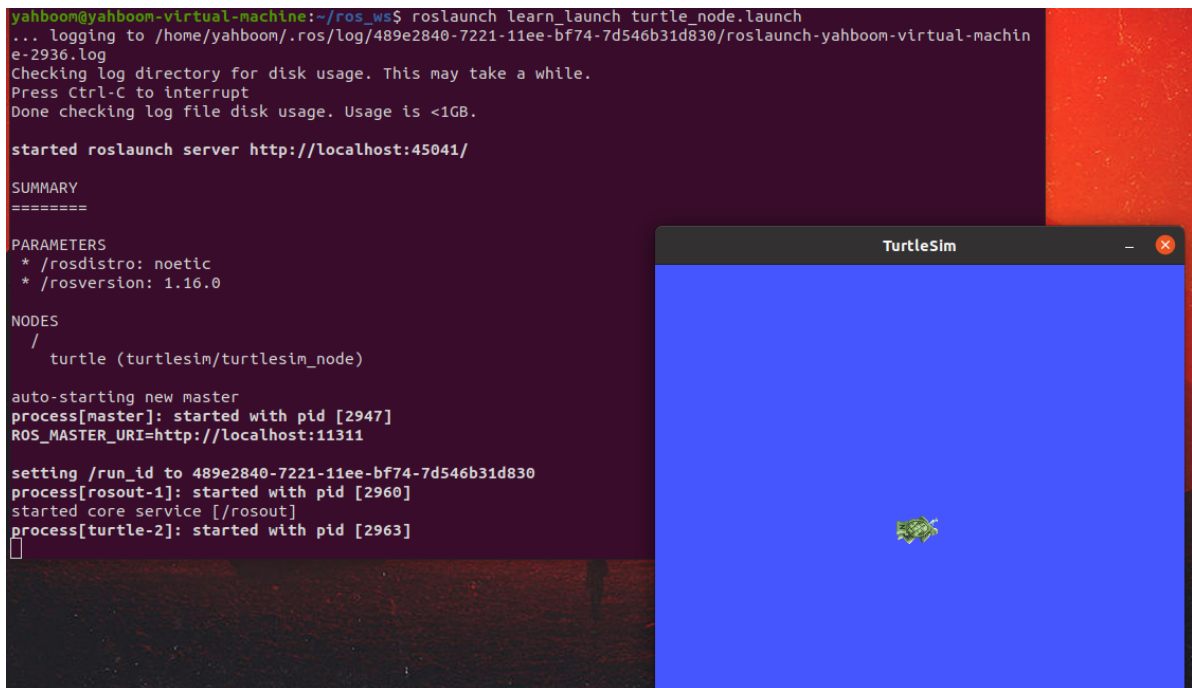 yahboom@yahboom-virtual-machine:~/ros_ws$ roslaunch learn_launch turtle_node.launch
... logging to /home/yahboom/.ros/log/489e2840-7221-11ee-bf74-7d546b31d830/roslaunch-yahboom-virtual-machin
e-2936.log
Checking log directory for disk usage. This may take a while.
Press Ctrl-C to interrupt
Done checking log file disk usage. Usage is <1GB.
started roslaunch server http://localhost:45041/
SUMMARY
========
PARAMETERS
 * /rosdistro: noetic
 * /rosversion: 1.16.0
NODES
  /
    turtle (turtlesim/turtlesim_node)
auto-starting new master
process[master]: started with pid [2947]
ROS_MASTER_URI=http://localhost:11311
setting /run_id to 489e2840-7221-11ee-bf74-7d546b31d830
process[rosout-1]: started with pid [2960]
started core service [/rosout]
process[turtle-2]: started with pid [2963]
TurtleSim